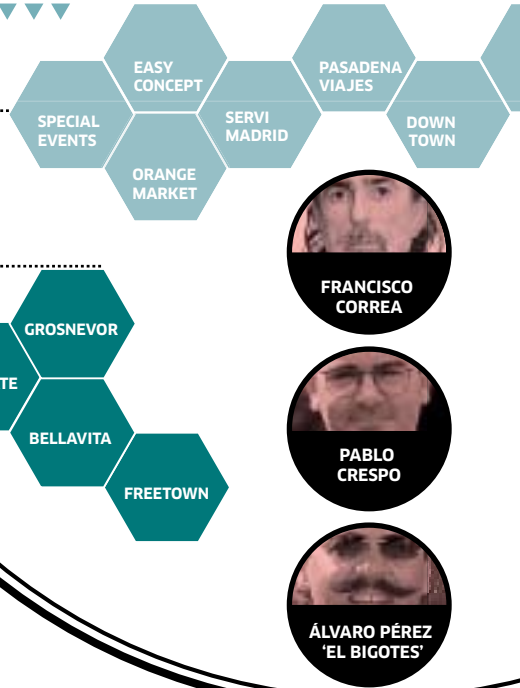 EASY
CONCEPT
PASADENA
VIAJES
SPECIAL
EVENTS
SERVI
MADRID
DOWN
TOWN
ORANGE
MARKET
FRANCISCO
CORREA
GROSNEVOR
TE
BELLAVITA
PABLO
CRESPO
FREETOWN
ÁLVARO PÉREZ
‘EL BIGOTES’